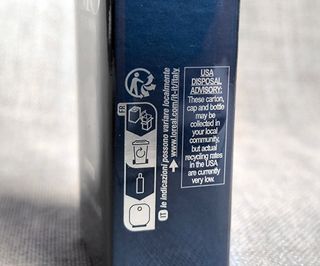 FR
IT
le indicazioni possono variare localmente
www.loreal.com/it-it/italy
USA
DISPOSAL
ADVISORY:
These carton,
cap and bottle
may be
collected in
your local
community,
but actual
recycling rates
in the USA
are currently
very low.